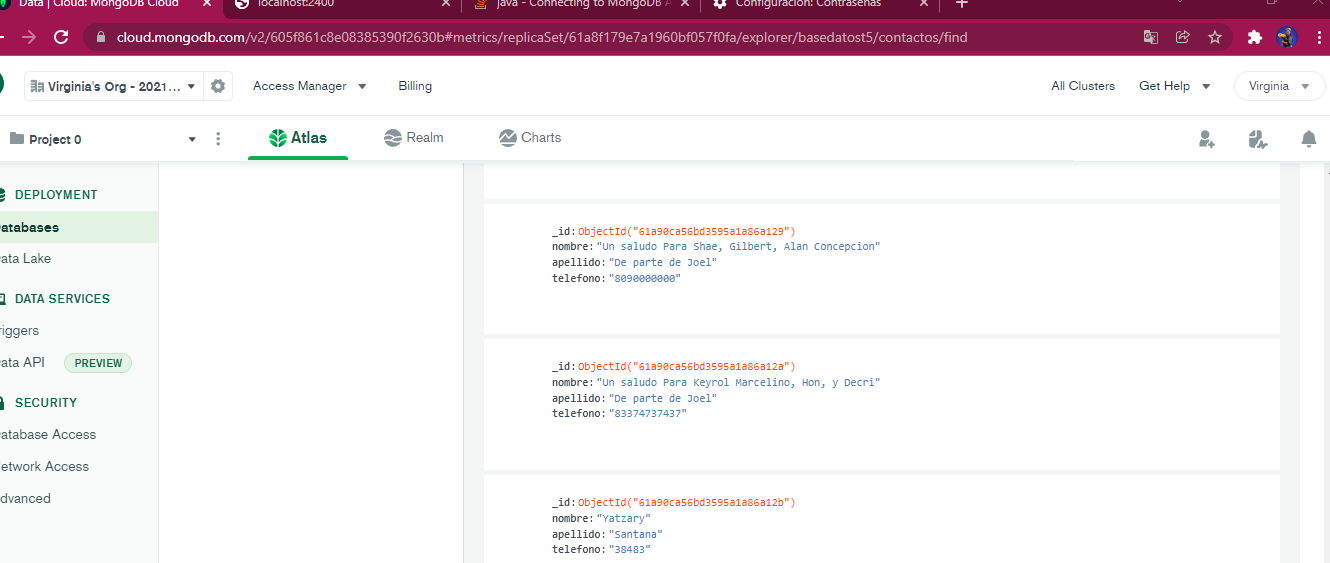 Data | Cloud: MongoDB Cloud
localhost:2400
java - Connecting to MongoDB A
Configuración: Contraseñas
cloud.mongodb.com/v2/605f861c8e08385390f2630b#metrics/replicaSet/61a8f179e7a1960bf057f0fa/explorer/basedatost5/contactos/find
Virginia's Org - 2021...
Access Manager
Billing
All Clusters
Get Help
Virginia
Project 0
Atlas
Realm
Charts
DEPLOYMENT
atabases
ata Lake
DATA SERVICES
riggers
ata API PREVIEW
SECURITY
atabase Access
etwork Access
dvanced
_id:ObjectId("61a90ca56bd3595a1a86a129")
nombre:"Un saludo Para Shae, Gilbert, Alan Concepcion"
apellido:"De parte de Joel"
telefono:"8090000000"
_id:ObjectId("61a90ca56bd3595a1a86a12a")
nombre:"Un saludo Para Keyrol Marcelino, Hon, y Decri"
apellido:"De parte de Joel"
telefono:"83374737437"
_id:ObjectId("61a90ca56bd3595a1a86a12b")
nombre:"Yatzary"
apellido:"Santana"
telefono:"38483"